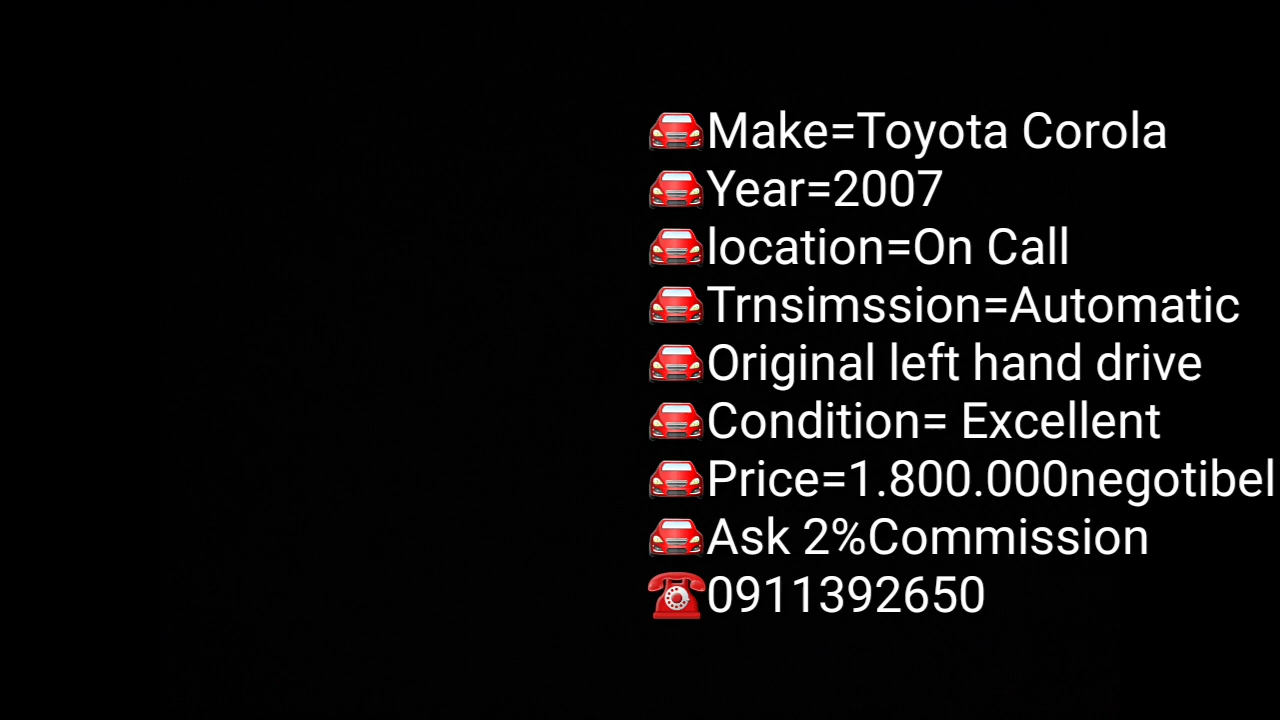 🚘Make=Toyota Corola
🚘Year=2007
🚘location=On Call
🚘Trnsimssion=Automatic
🚘Original left hand drive
🚘Condition= Excellent
🚘Price=1.800.000negotibel
🚘Ask 2%Commission
☎0911392650